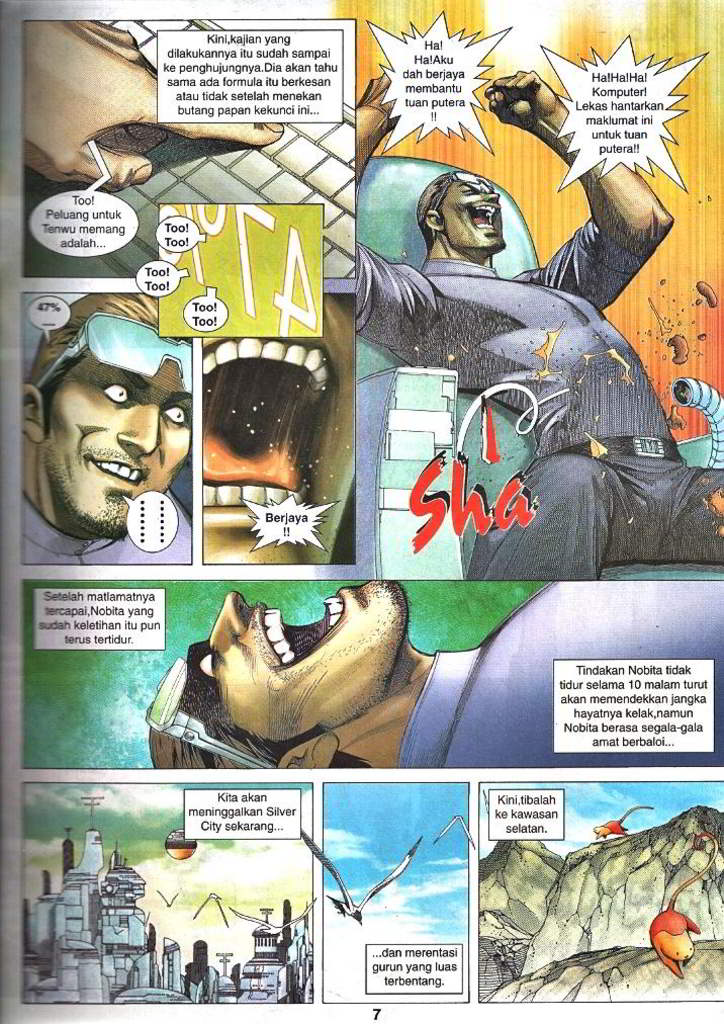 Kini,kajian yang
dilakukannya itu sudah sampai
ke penghujungnya.Dia akan tahu
sama ada formula itu berkesan
atau tidak setelah menekan
butang papan kekunci ini...
Too!
Peluang untuk
Tenwu memang
adalah...
Too!
Too!
Too!
Too!
Too!
Too!
47%
...
Berjaya
!!
Ha!
Ha!Aku
dah berjaya
membantu
tuan putera
!!
Ha!Ha!Ha!
Komputer!
Lekas hantarkan
maklumat ini
untuk tuan
putera!!
Sha
Setelah matlamatnya
tercapai,Nobita yang
sudah keletihan itu pun
terus tertidur.
Tindakan Nobita tidak
tidur selama 10 malam turut
akan memendekkan jangka
hayatnya kelak,namun
Nobita berasa segala-gala
amat berbaloi...
Kita akan
meninggalkan Silver
City sekarang...
...dan merentasi
gurun yang luas
terbentang.
Kini,tibalah
ke kawasan
selatan.
7